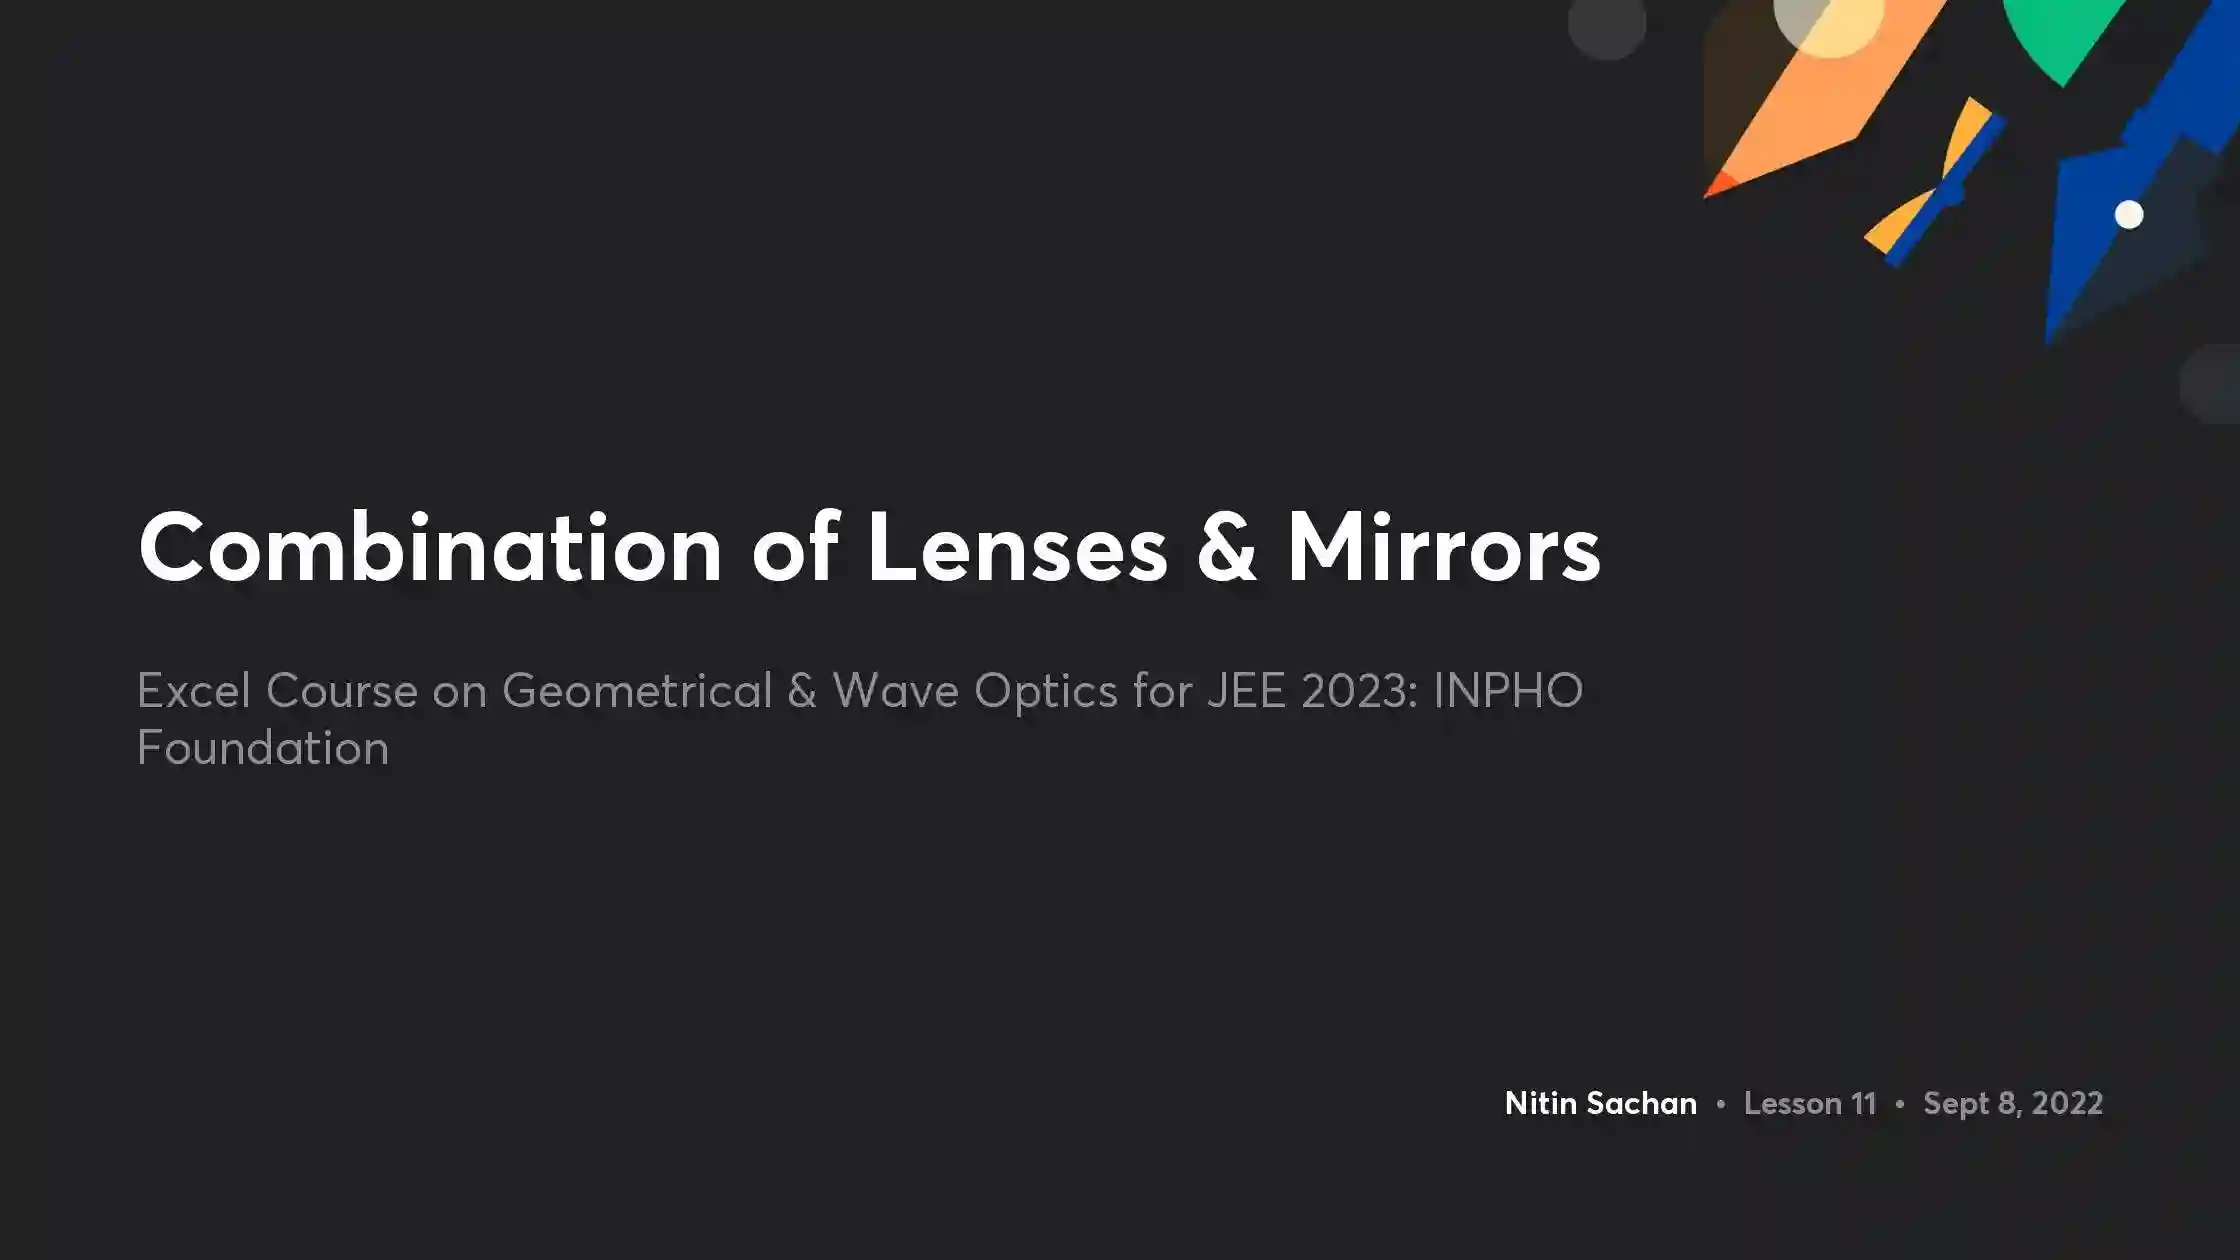 Combination of Lenses & Mirrors
Excel Course on Geometrical & Wave Optics for JEE 2023: INPHO
Foundation
Nitin Sachan • Lesson 11 • Sept 8, 2022